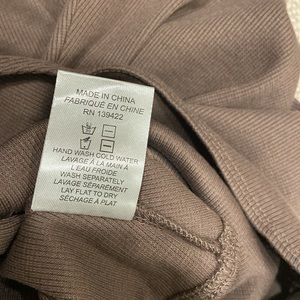 MADE IN CHINA
FABRIQUÉ EN CHINE
RN 139422
HAND WASH COLD WATER
LAVAGE À LA MAIN À
L'EAU FROIDE
WASH SEPARATELY
LAVAGE SÉPARÉMENT
LAY FLAT TO DRY
SÉCHAGE À PLAT